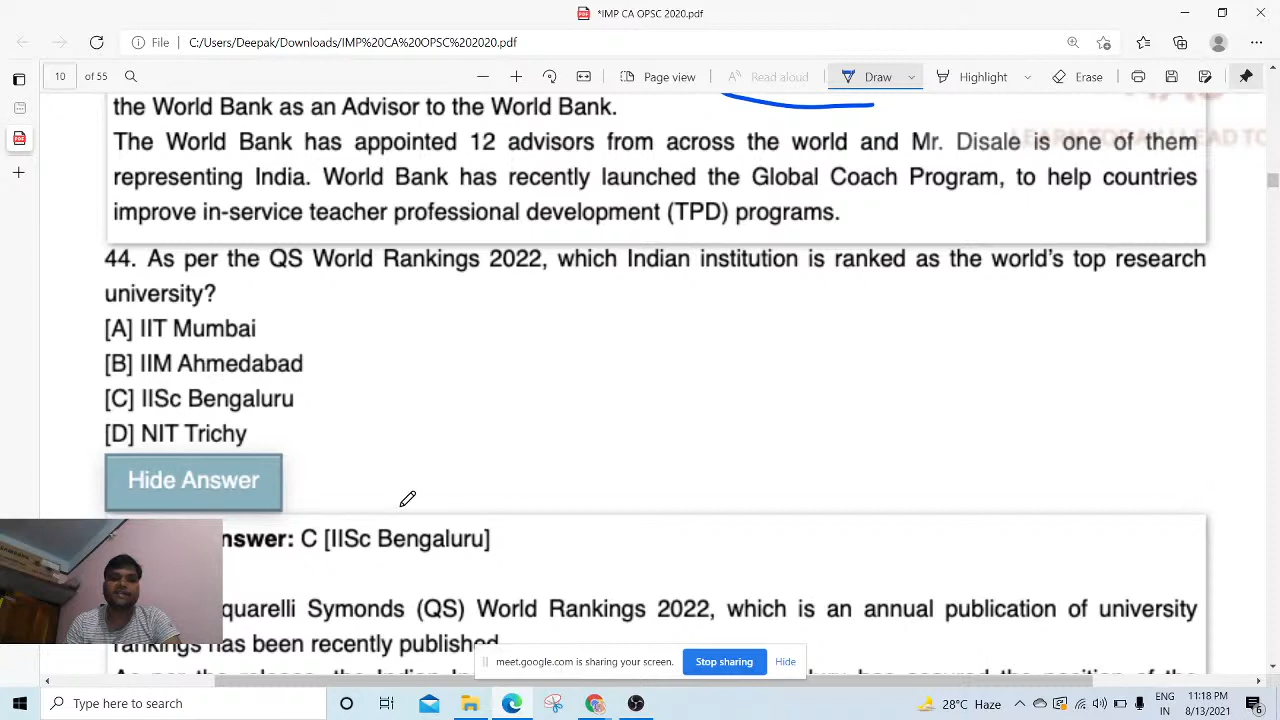 *IMP CA OPSC 2020.pdf
File C:/Users/Deepak/Downloads/IMP%20CA%20OPSC%202020.pdf
10 of 55 Page view Read aloud Draw Highlight Erase
the World Bank as an Advisor to the World Bank.
The World Bank has appointed 12 advisors from across the world and Mr. Disale is one of them
representing India. World Bank has recently launched the Global Coach Program, to help countries
improve in-service teacher professional development (TPD) programs.
44. As per the QS World Rankings 2022, which Indian institution is ranked as the world's top research
university?
[A] IIT Mumbai
[B] IIM Ahmedabad
[C] IISc Bengaluru
[D] NIT Trichy
Hide Answer
nswer: C [IISc Bengaluru]
quarelli Symonds (QS) World Rankings 2022, which is an annual publication of university
rankings has been recently published
meet.google.com is sharing your screen. Stop sharing Hide
Type here to search
28°C Haze
ENG
IN
11:18 PM
8/13/2021
6